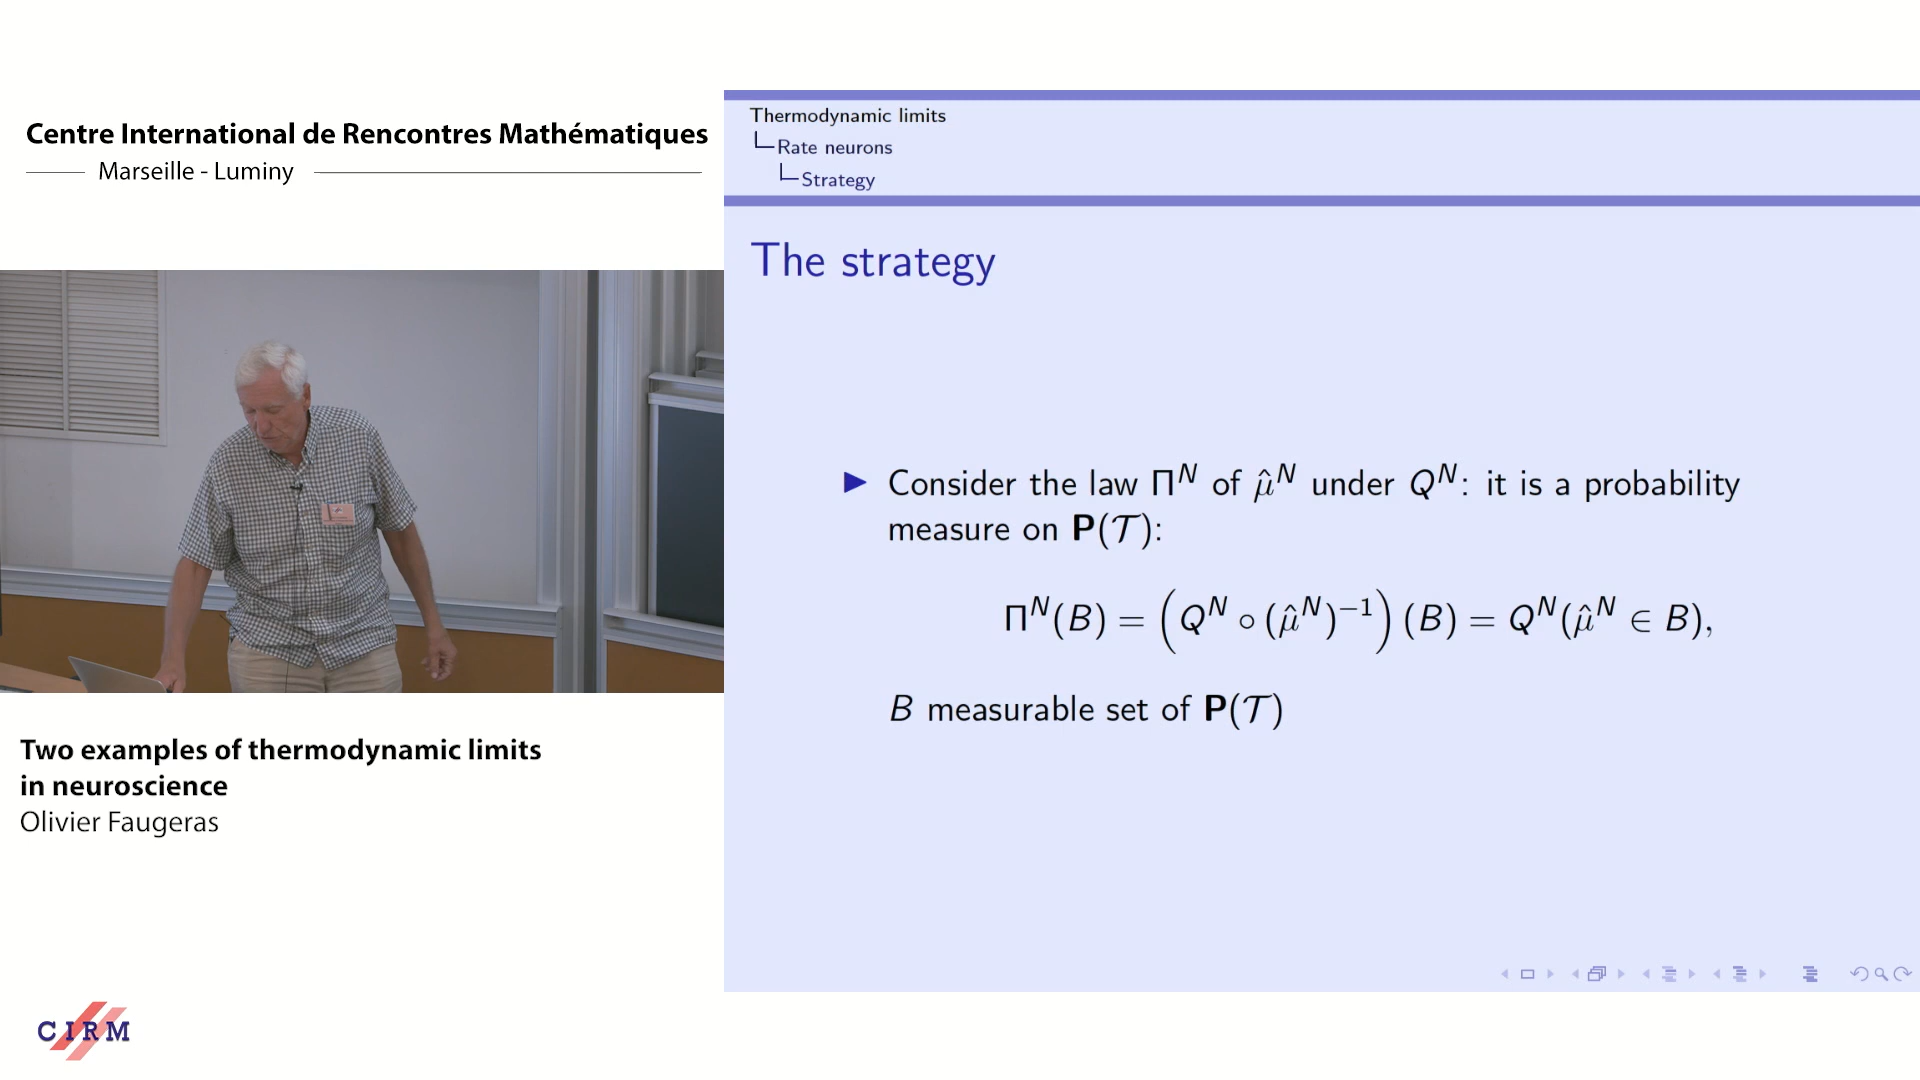 Centre International de Rencontres Mathématiques
Marseille - Luminy
Thermodynamic limits
Rate neurons
Strategy
The strategy
Consider the law Π^N of μ̂^N under Q^N: it is a probability
measure on P(𝒯):
Π^N(B) = (Q^N ∘ (μ̂^N)^{-1}) (B) = Q^N(μ̂^N ∈ B),
B measurable set of P(𝒯)
Two examples of thermodynamic limits
in neuroscience
Olivier Faugeras
CIRM